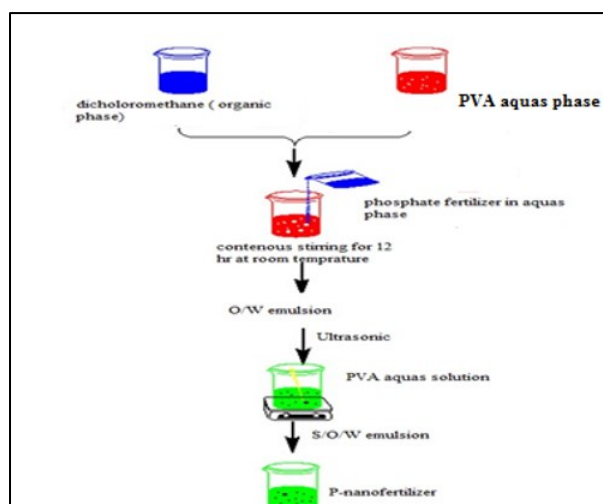 dicholoromethane ( organic
phase)
PVA aquas phase
phosphate fertilizer in aquas
phase
contenous stirring for 12
hr at room temprature
O/W emulsion
Ultrasonic
PVA aquas solution
S/O/W emulsion
P-nanofertilizer